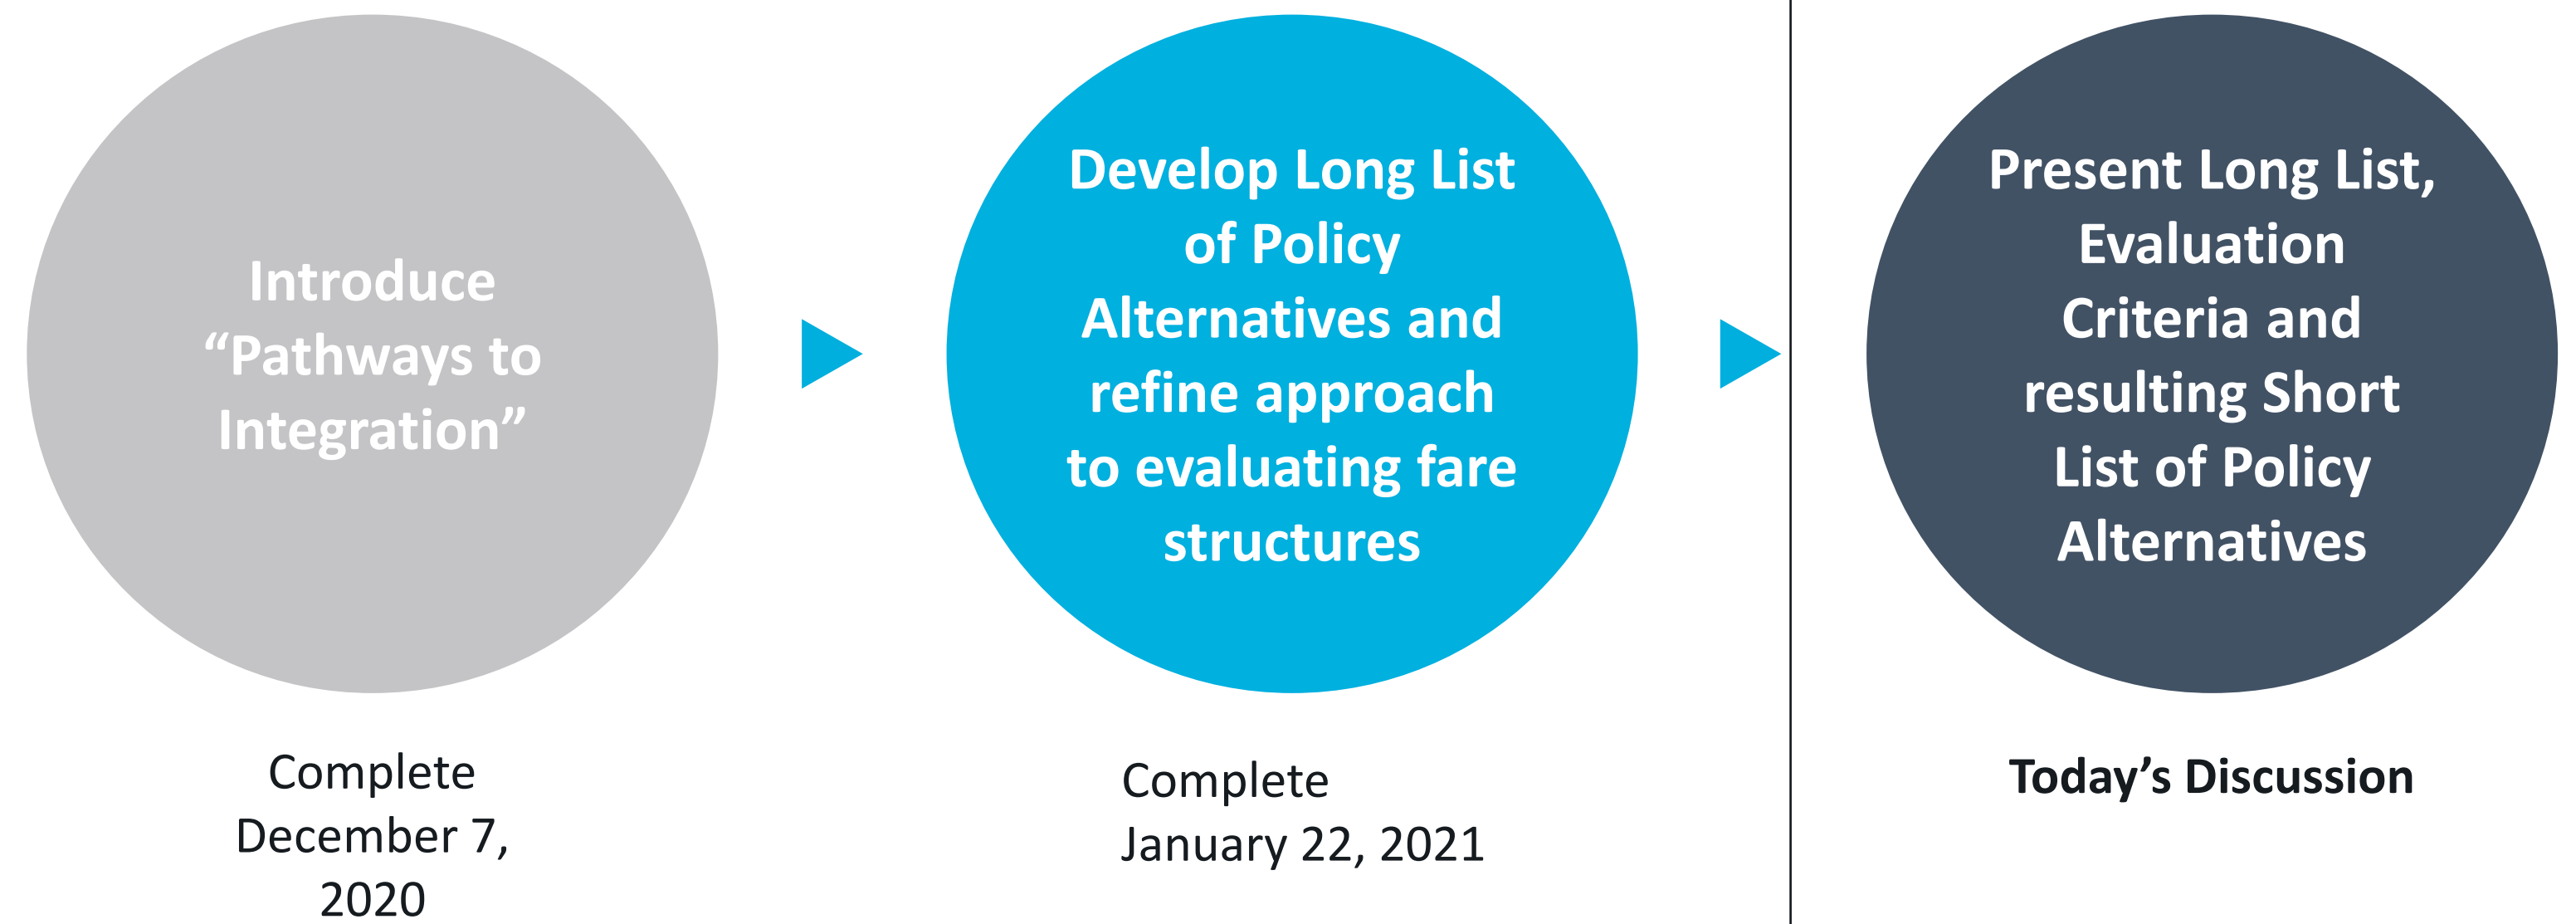 Introduce
“Pathways to
Integration”
Complete
December 7,
2020
Develop Long List
of Policy
Alternatives and
refine approach
to evaluating fare
structures
Complete
January 22, 2021
Present Long List,
Evaluation
Criteria and
resulting Short
List of Policy
Alternatives
Today’s Discussion